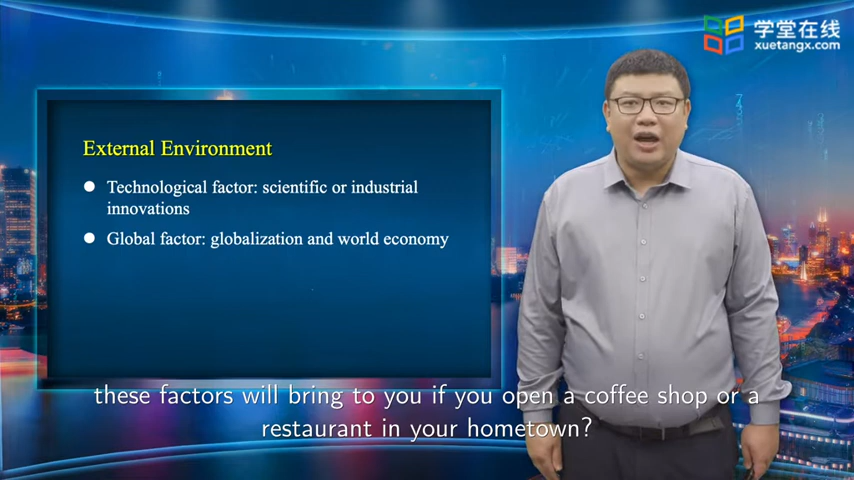 学堂在线
xuetangx.com
External Environment
Technological factor: scientific or industrial
innovations
Global factor: globalization and world economy
these factors will bring to you if you open a coffee shop or a
restaurant in your hometown?